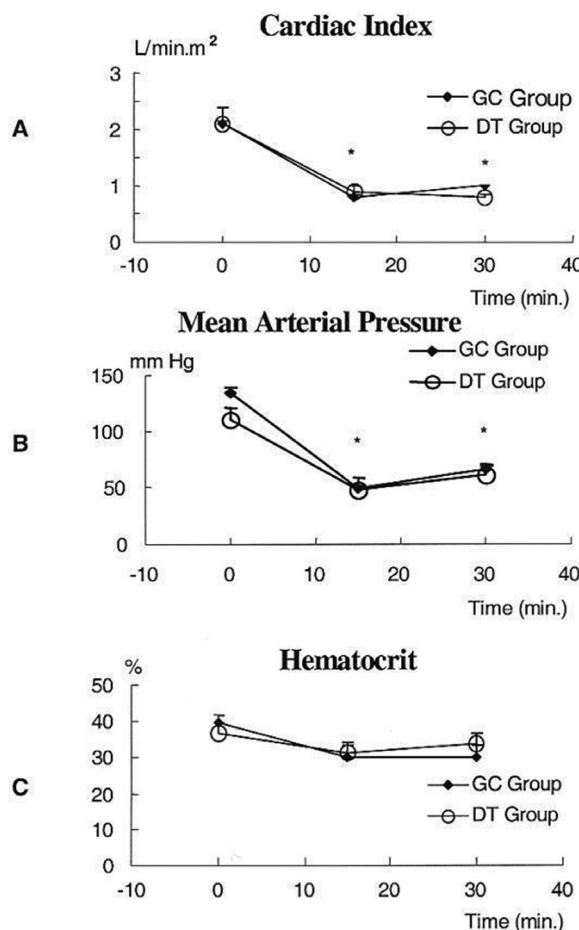 Cardiac Index
L/min.m²
3
2
1
0
-10 0 10 20 30 40
Time (min.)
GC Group
DT Group
A
*
*
Mean Arterial Pressure
mm Hg
150
100
50
0
-10 0 10 20 30 40
Time (min.)
GC Group
DT Group
B
*
*
Hematocrit
%
50
40
30
20
10
0
-10 0 10 20 30 40
Time (min.)
GC Group
DT Group
C